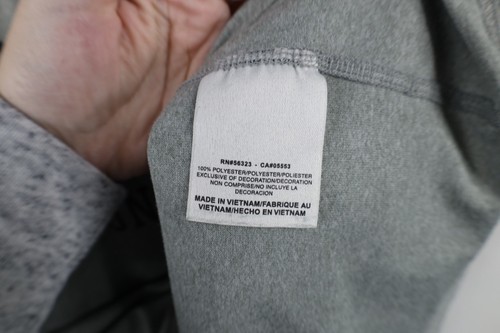 RN#56323 - CA#05553
100% POLYESTER/POLYESTER/POLIESTER
EXCLUSIVE OF DECORATION/DECORATION
NON COMPRISE/NO INCLUYE LA
DECORACION
MADE IN VIETNAM/FABRIQUE AU
VIETNAM/HECHO EN VIETNAM